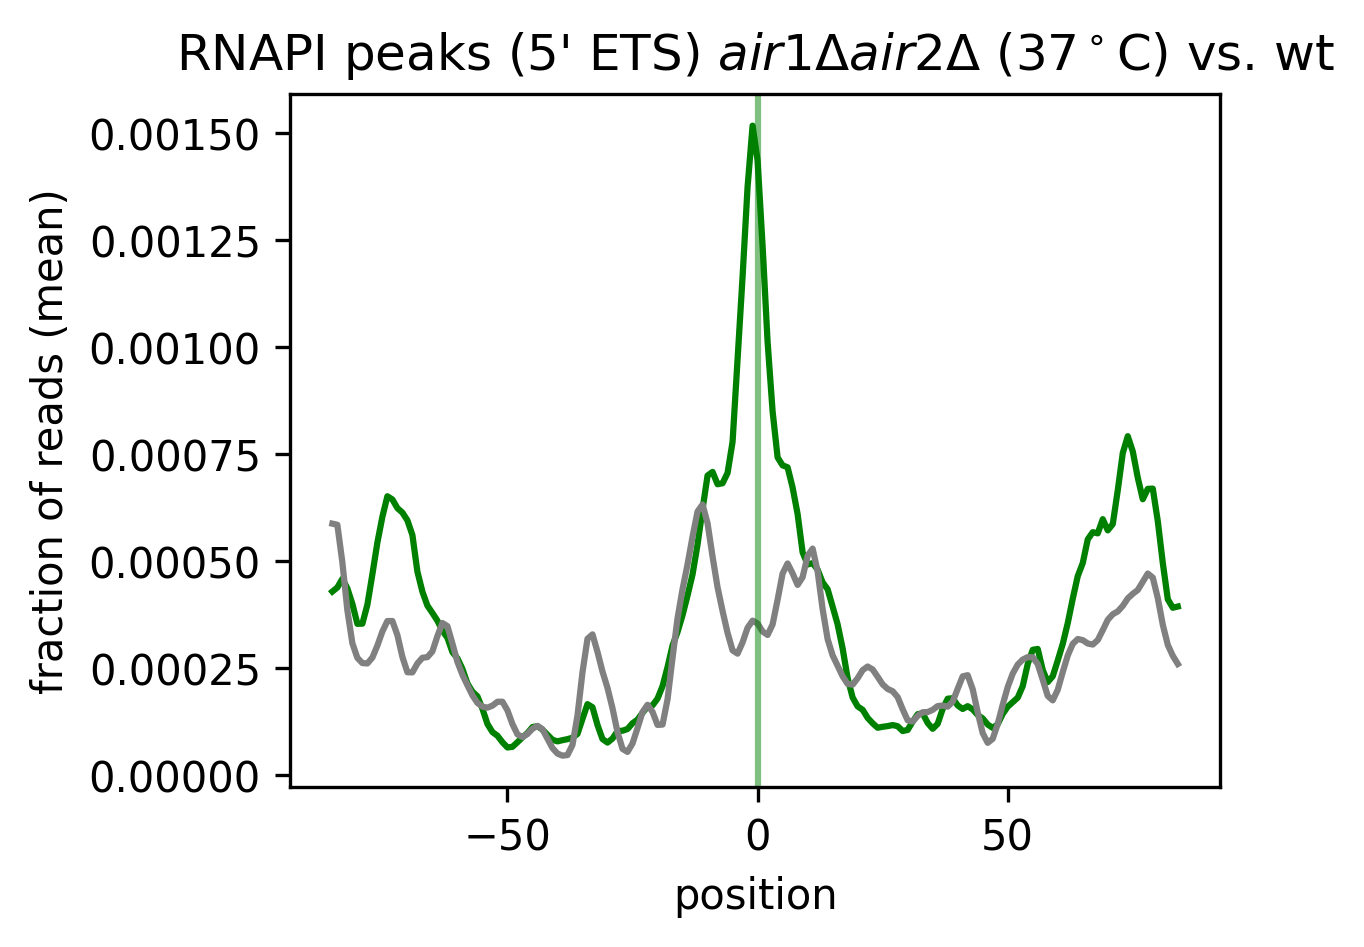 RNAPI peaks (5' ETS) air1Δair2Δ (37°C) vs. wt
fraction of reads (mean)
0.00150
0.00125
0.00100
0.00075
0.00050
0.00025
0.00000
−50 0 50
position